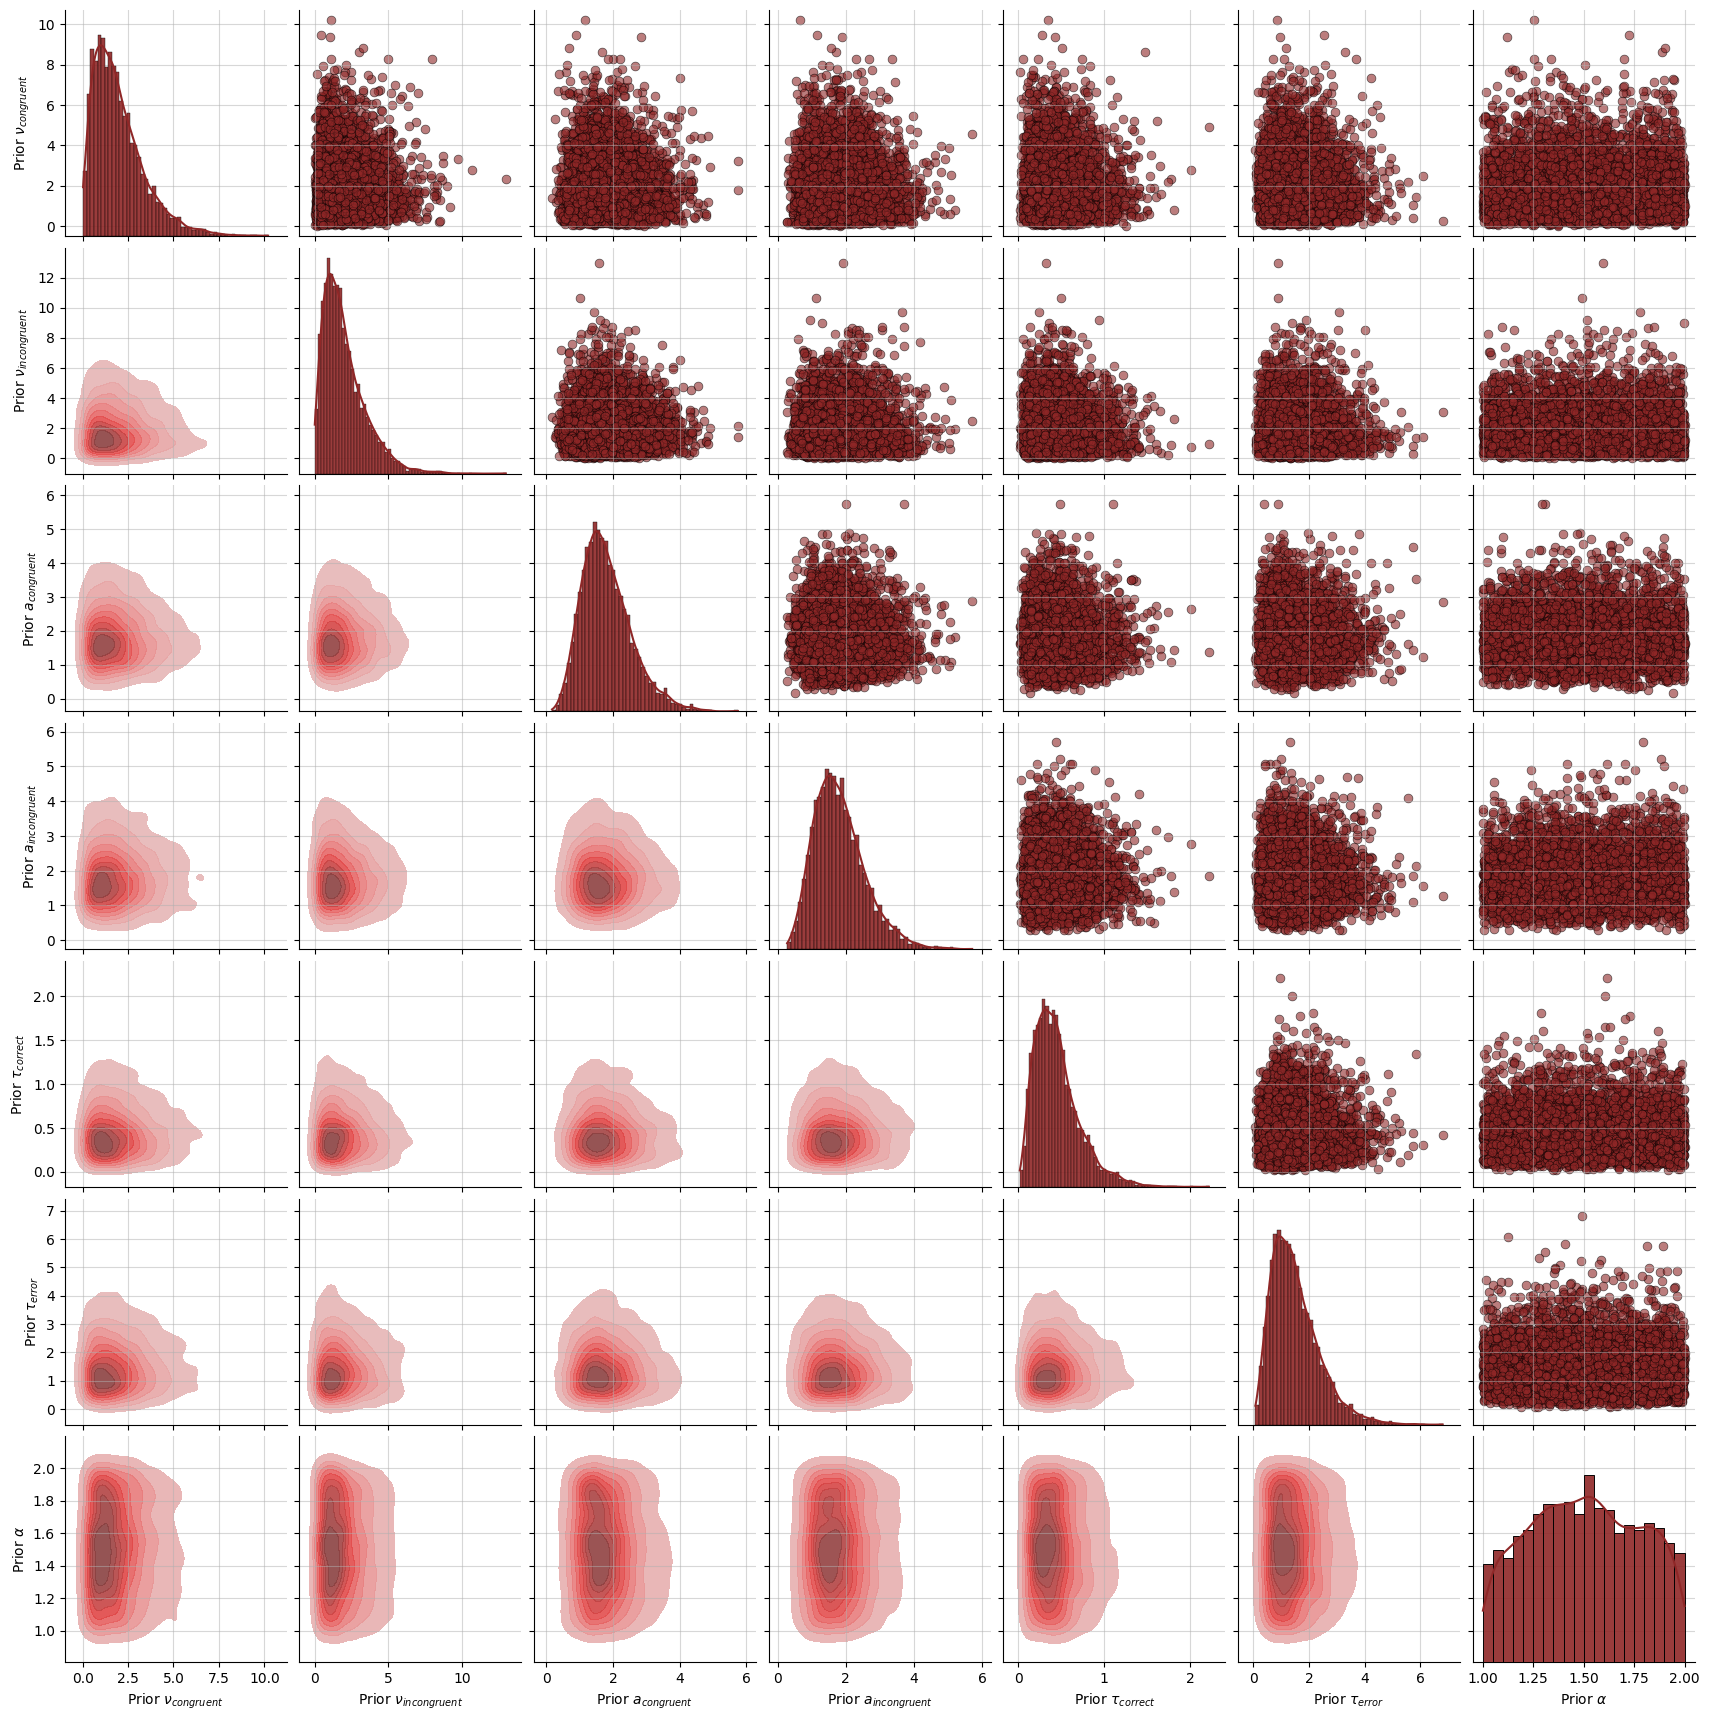 10
8
6
4
2
0
Prior ν_congruent
12
10
8
6
4
2
0
Prior ν_incongruent
6
5
4
3
2
1
0
Prior a_congruent
6
5
4
3
2
1
0
Prior a_incongruent
2.0
1.5
1.0
0.5
0.0
Prior τ_correct
7
6
5
4
3
2
1
0
Prior τ_error
2.0
1.8
1.6
1.4
1.2
1.0
Prior α
0.0 2.5 5.0 7.5 10.0
0 5 10
0 2 4 6
0 2 4 6
0 1 2
0 2 4 6
1.00 1.25 1.50 1.75 2.00
Prior ν_congruent
Prior ν_incongruent
Prior a_congruent
Prior a_incongruent
Prior τ_correct
Prior τ_error
Prior α